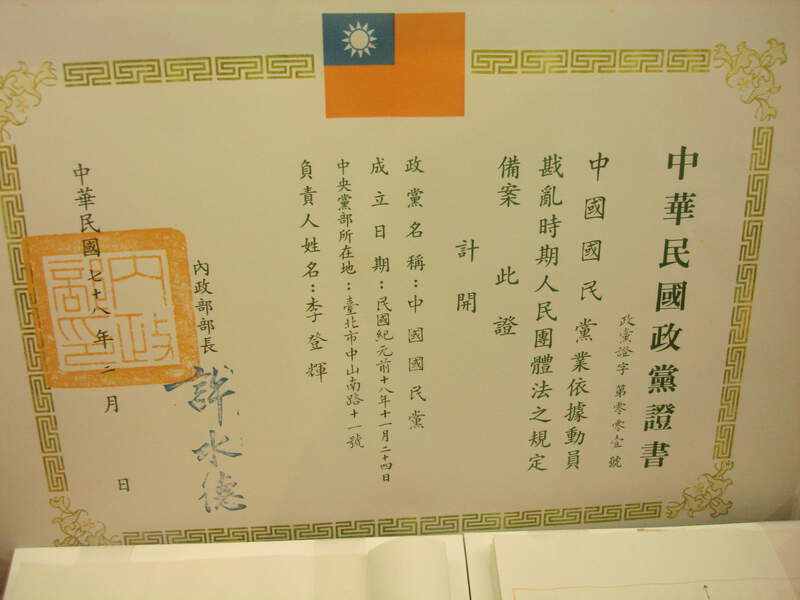 中華民國政黨證書
政黨證字第零零壹號
中國國民黨業依據動員
戡亂時期人民團體法之規定
備案 此證
計開
政黨名稱：中國國民黨
成立日期：民國紀元前十八年十一月二十四日
中央黨部所在地：臺北市中山南路十一號
負責人姓名：李登輝
內政部部長 許水德
中華民國七十八年二月 日
內政部印